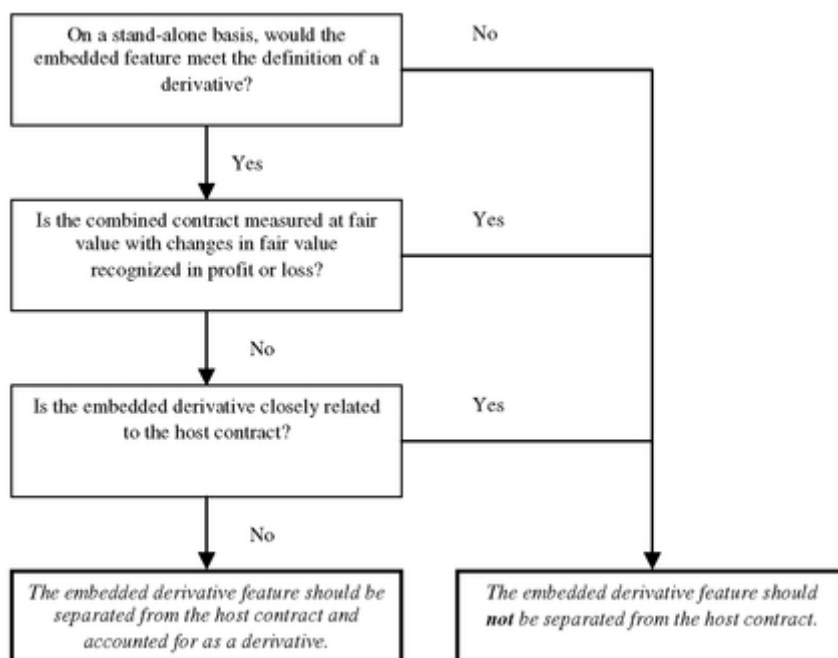 On a stand-alone basis, would the
embedded feature meet the definition of a
derivative?
No
Yes
Is the combined contract measured at fair
value with changes in fair value
recognized in profit or loss?
Yes
No
Is the embedded derivative closely related
to the host contract?
Yes
No
The embedded derivative feature should be
separated from the host contract and
accounted for as a derivative.
The embedded derivative feature should
not be separated from the host contract.